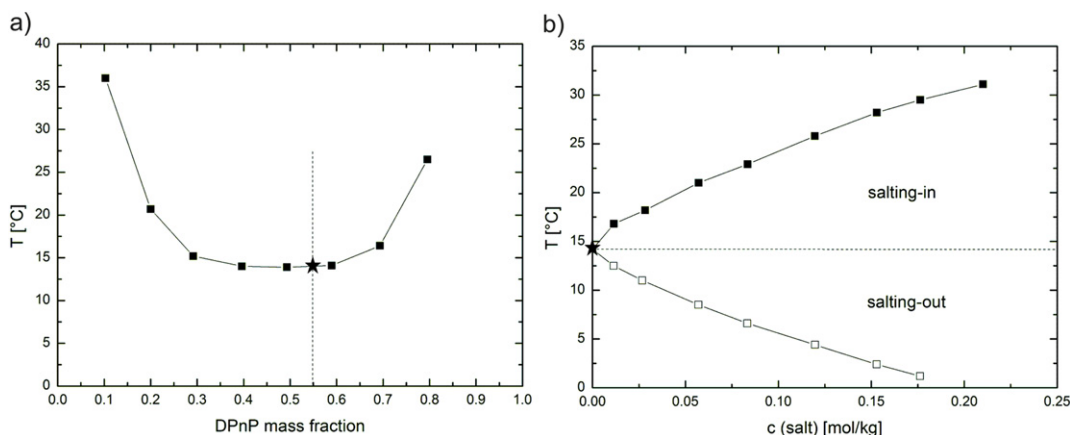 a)
40
35
30
25
20
15
10
5
0
T [°C]
0.0 0.1 0.2 0.3 0.4 0.5 0.6 0.7 0.8 0.9 1.0
DPnP mass fraction
b)
35
30
25
20
15
10
5
0
T [°C]
salting-in
salting-out
0.00 0.05 0.10 0.15 0.20 0.25
c (salt) [mol/kg]